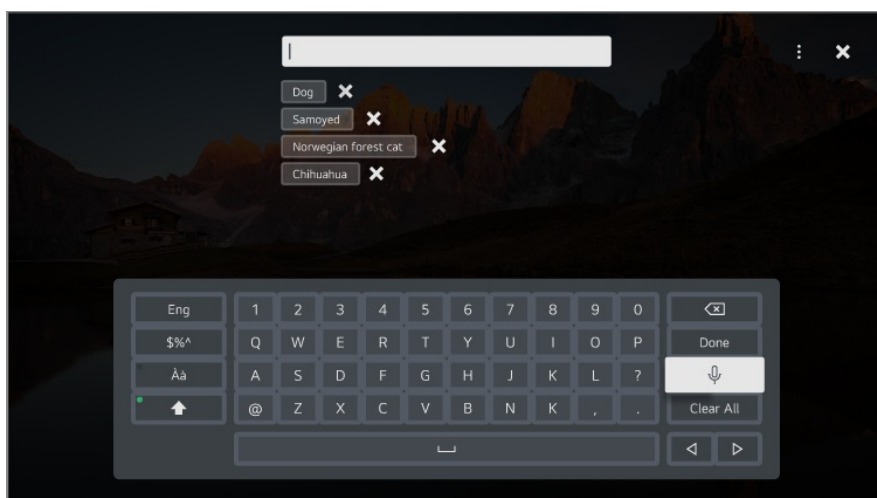 Dog
Samoyed
Norwegian forest cat
Chihuahua
Eng 1 2 3 4 5 6 7 8 9 0
$%^ Q W E R T Y U I O P Done
Àà A S D F G H J K L ?
@ Z X C V B N K , . Clear All